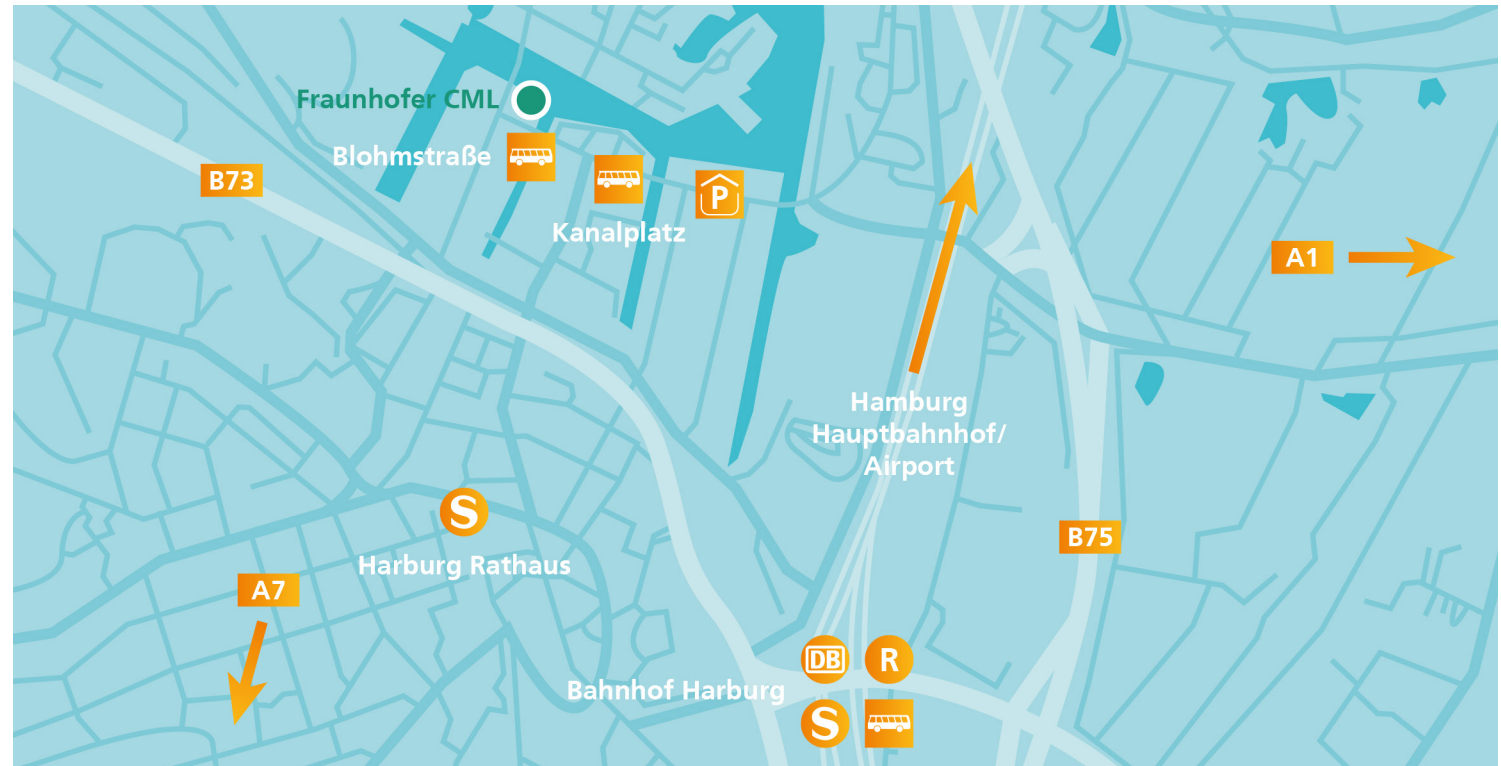 Fraunhofer CML
Blohmstraße
B73
P
Kanalplatz
A1
Hamburg
Hauptbahnhof/
Airport
S
B75
Harburg Rathaus
A7
DB
R
Bahnhof Harburg
S